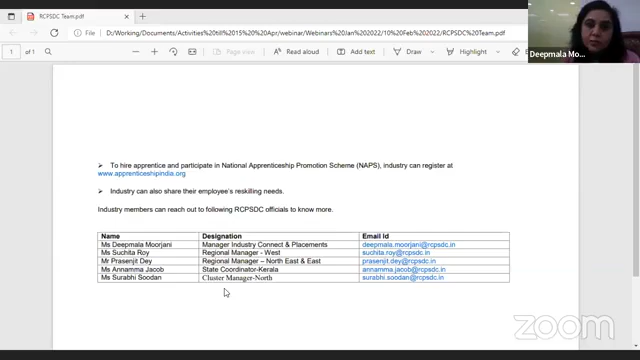 RCPSDC Team.pdf
File
D:/Working/Documents/Activities%20till%2015%20Apr/webinar/Webinars%20Jan%202022/10%20Feb%202022/RCPSDC%20Team.pdf
1 of 1
Page view
Read aloud
Add text
Draw
Highlight
Erase
Deepmala Mo...
➢ To hire apprentice and participate in National Apprenticeship Promotion Scheme (NAPS), industry can register at
www.apprenticeshipindia.org
➢ Industry can also share their employee's reskilling needs.
Industry members can reach out to following RCPSDC officials to know more.
Name Designation Email Id
Ms Deepmala Moorjani Manager Industry Connect & Placements deepmala.moorjani@rcpsdc.in
Ms Suchita Roy Regional Manager - West suchita.roy@rcpsdc.in
Mr Prasenjit Dey Regional Manager – North East & East prasenjit.dey@rcpsdc.in
Ms Annamma Jacob State Coordinator-Kerala annamma.jacob@rcpsdc.in
Ms Surabhi Soodan Cluster Manager-North surabhi.soodan@rcpsdc.in
zoom